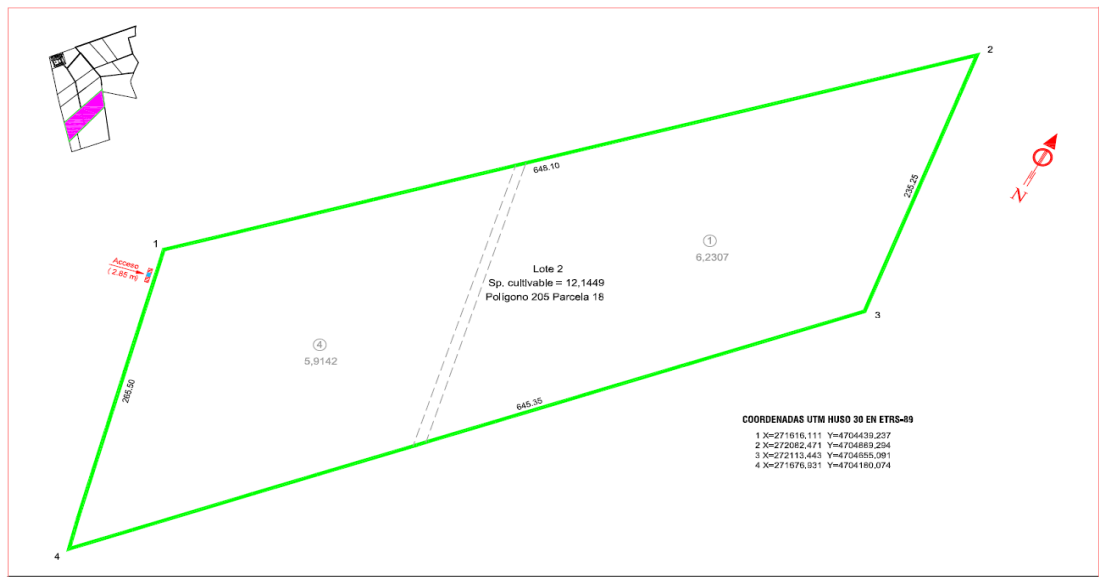 2
648.10
235.25
N
1
Acceso
( 2.85 m)
1
6,2307
Lote 2
Sp. cultivable = 12,1449
Polígono 205 Parcela 18
3
4
5,9142
265.50
645.35
COORDENADAS UTM HUSO 30 EN ETRS-89
1 X=271616,111 Y=4704439,237
2 X=272082,471 Y=4704889,294
3 X=272113,443 Y=4704655,091
4 X=271676,931 Y=4704180,074
4